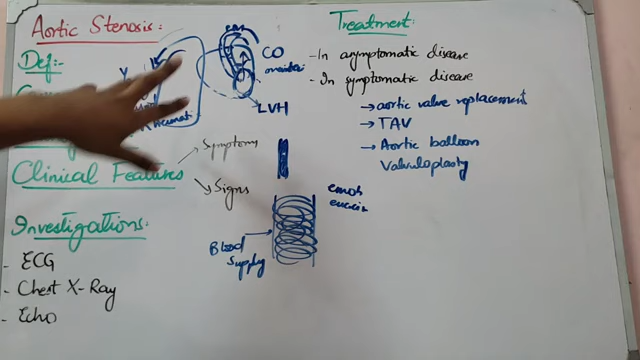 Aortic Stenosis:
Def:-
Clinical Features
Symptoms
Signs
Investigations:
- ECG
- Chest X-Ray
- Echo
CO
LVH
Blood
Supply
Treatment:
- In asymptomatic disease
- In symptomatic disease
→ aortic valve replacement
→ TAV
→ Aortic balloon
Valvuloplasty